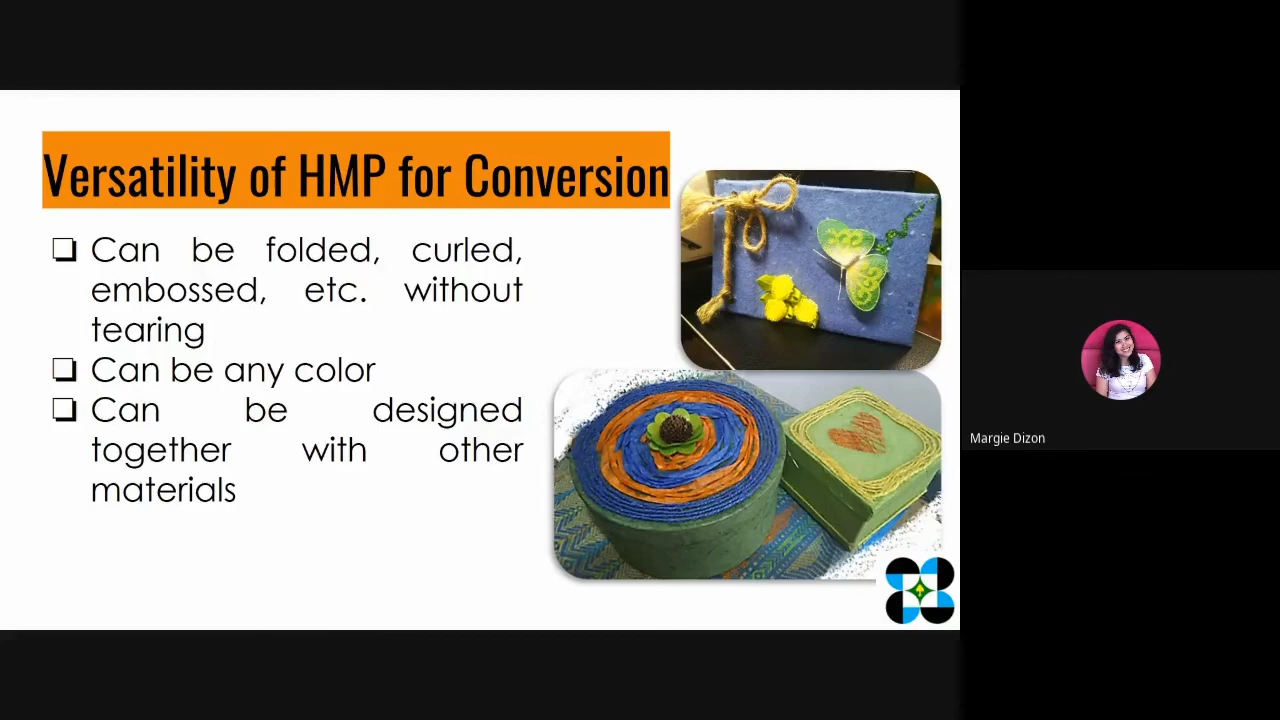 Versatility of HMP for Conversion
❏ Can be folded, curled,
embossed, etc. without
tearing
❏ Can be any color
❏ Can be designed
together with other
materials
Margie Dizon